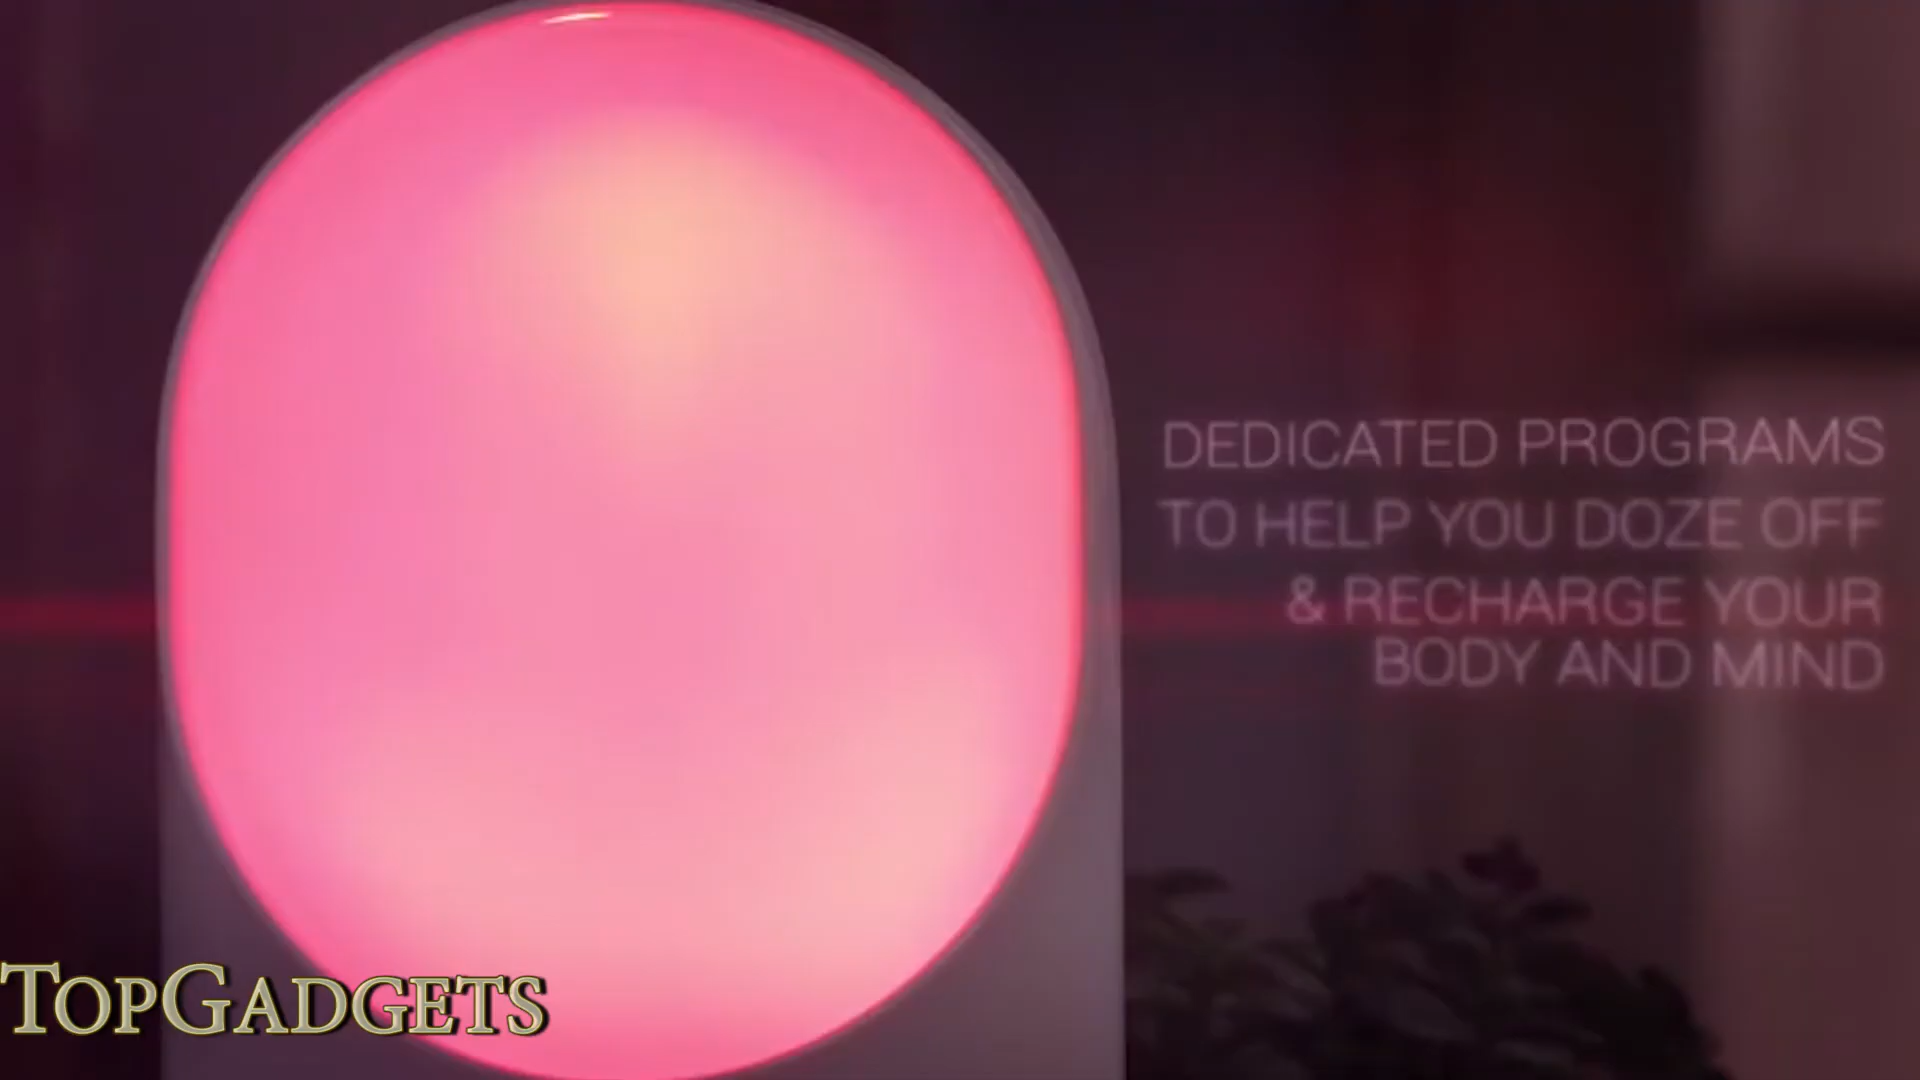 DEDICATED PROGRAMS
TO HELP YOU DOZE OFF
& RECHARGE YOUR
BODY AND MIND
TOPGADGETS